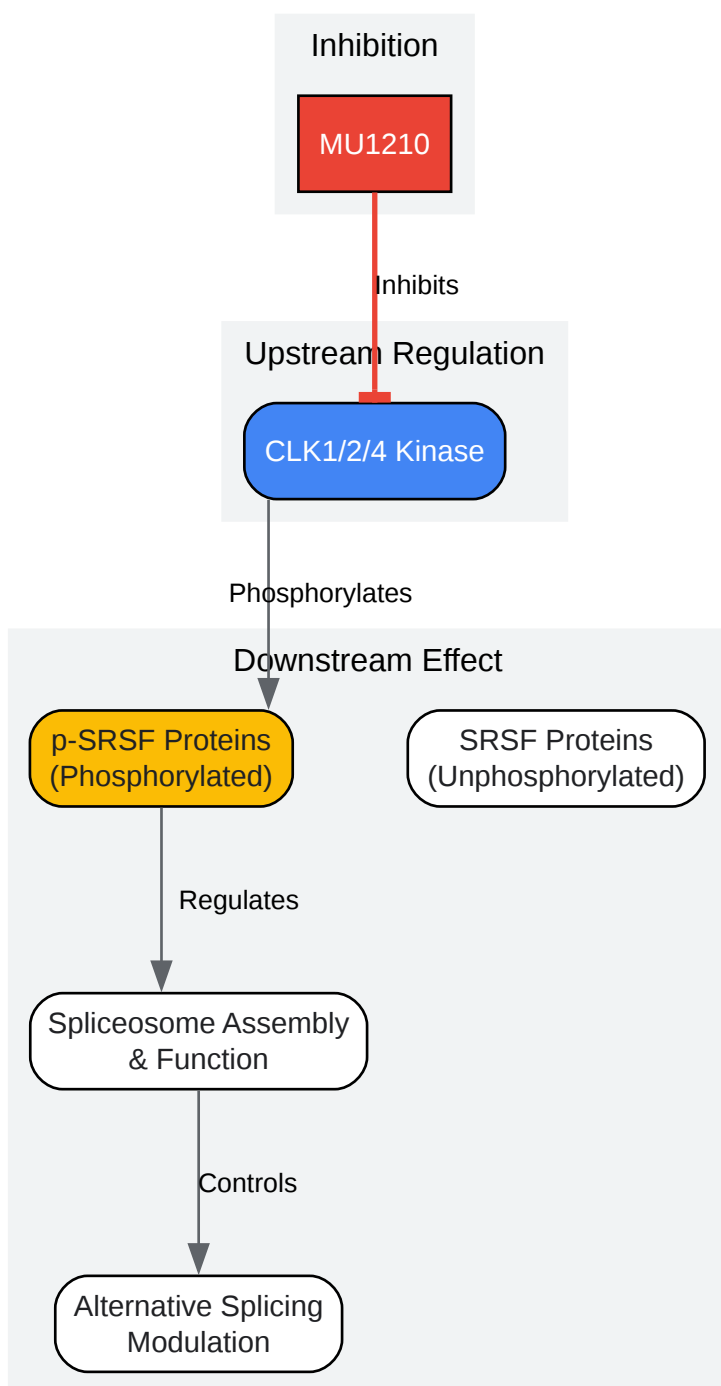 Inhibition
MU1210
Inhibits
Upstream Regulation
CLK1/2/4 Kinase
Phosphorylates
Downstream Effect
p-SRSF Proteins
(Phosphorylated)
SRSF Proteins
(Unphosphorylated)
Regulates
Spliceosome Assembly
& Function
Controls
Alternative Splicing
Modulation